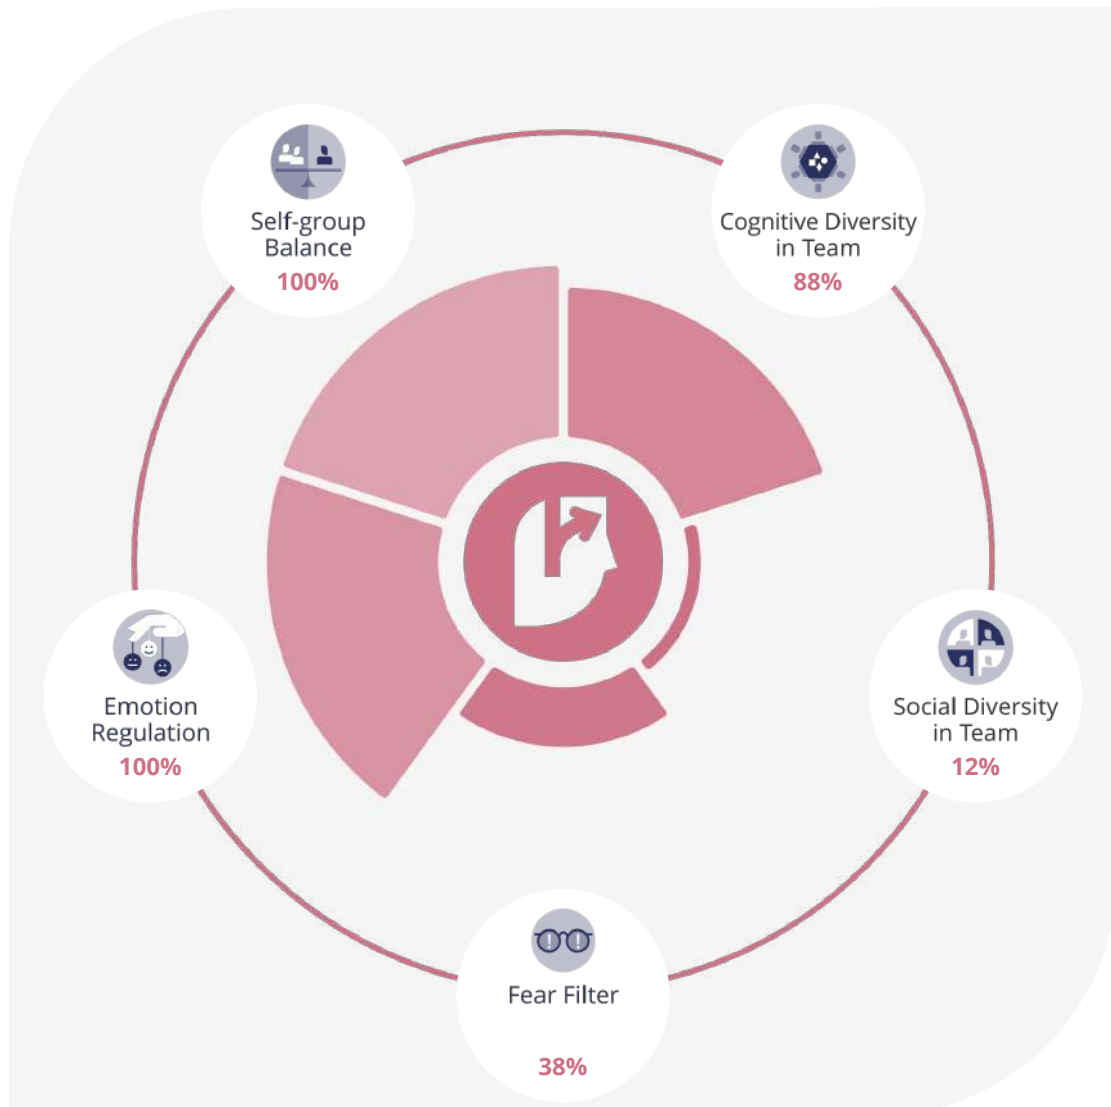 Self-group
Balance
100%
Cognitive Diversity
in Team
88%
Emotion
Regulation
100%
Social Diversity
in Team
12%
Fear Filter
38%